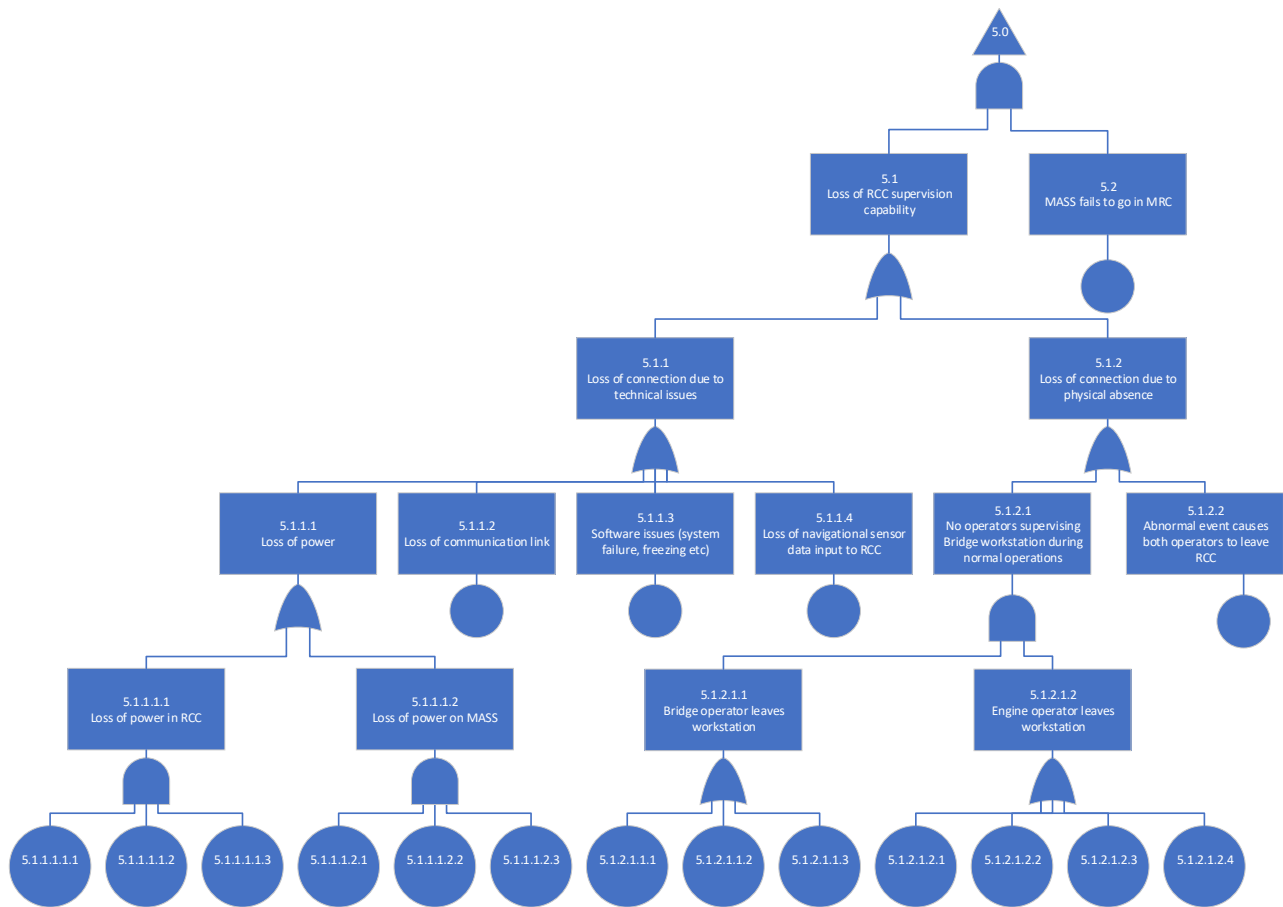 5.0
5.1
Loss of RCC supervision
capability
5.2
MASS fails to go in MRC
5.1.1
Loss of connection due to
technical issues
5.1.2
Loss of connection due to
physical absence
5.1.1.1
Loss of power
5.1.1.2
Loss of communication link
5.1.1.3
Software issues (system
failure, freezing etc)
5.1.1.4
Loss of navigational sensor
data input to RCC
5.1.2.1
No operators supervising
Bridge workstation during
normal operations
5.1.2.2
Abnormal event causes
both operators to leave
RCC
5.1.1.1.1
Loss of power in RCC
5.1.1.1.2
Loss of power on MASS
5.1.2.1.1
Bridge operator leaves
workstation
5.1.2.1.2
Engine operator leaves
workstation
5.1.1.1.1.1
5.1.1.1.1.2
5.1.1.1.1.3
5.1.1.1.2.1
5.1.1.1.2.2
5.1.1.1.2.3
5.1.2.1.1.1
5.1.2.1.1.2
5.1.2.1.1.3
5.1.2.1.2.1
5.1.2.1.2.2
5.1.2.1.2.3
5.1.2.1.2.4